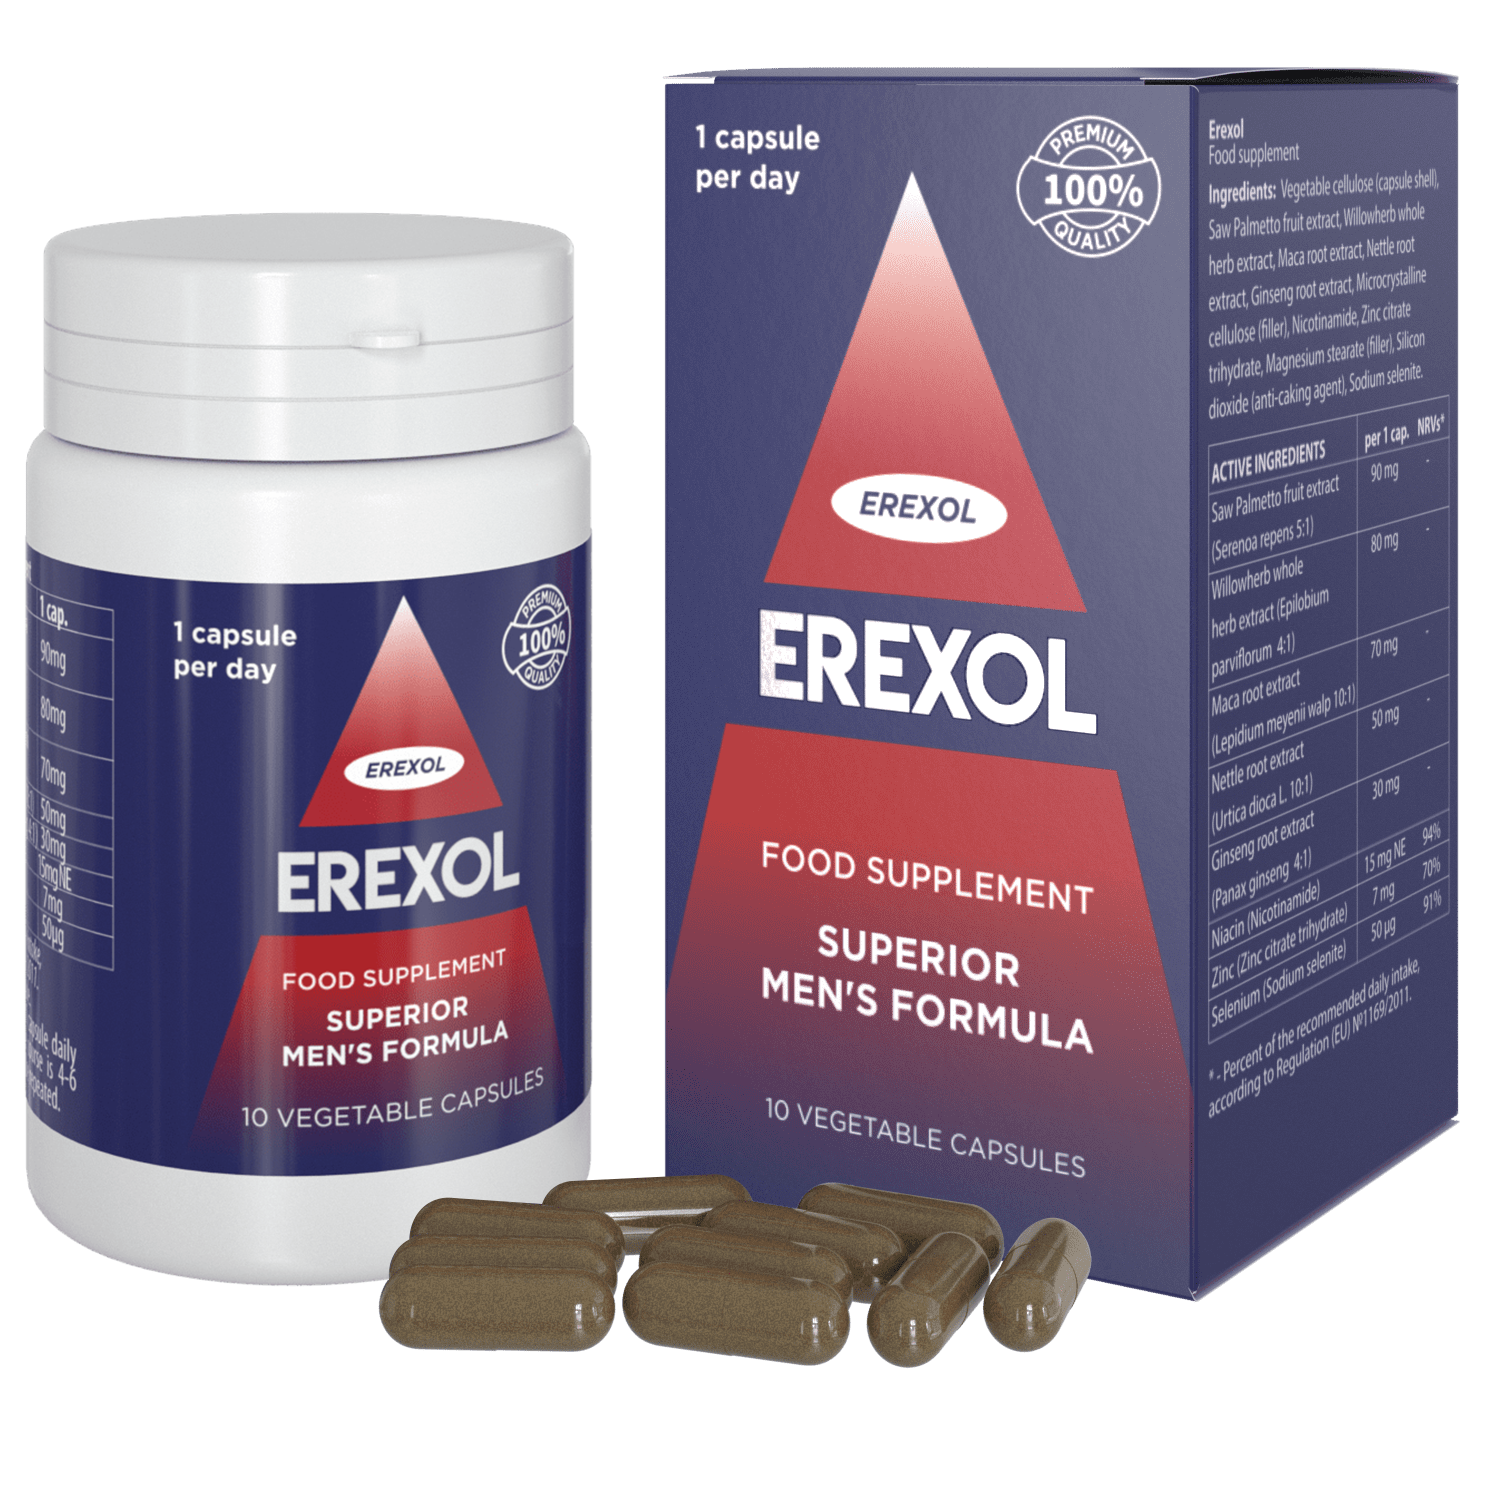 1 cap.
90mg
80mg
70mg
50mg
30mg
15mgNE
7mg
50µg
daily
is 4-6
1 capsule
per day
PREMIUM
100%
QUALITY
EREXOL
EREXOL
FOOD SUPPLEMENT
SUPERIOR
MEN'S FORMULA
10 VEGETABLE CAPSULES
1 capsule
per day
PREMIUM
100%
QUALITY
EREXOL
EREXOL
FOOD SUPPLEMENT
SUPERIOR
MEN'S FORMULA
10 VEGETABLE CAPSULES
Erexol
Food supplement
Ingredients: Vegetable cellulose (capsule shell),
Saw Palmetto fruit extract, Willowherb whole
herb extract, Maca root extract, Nettle root
extract, Ginseng root extract, Microcrystalline
cellulose (filler), Nicotinamide, Zinc citrate
trihydrate, Magnesium stearate (filler), Silicon
dioxide (anti-caking agent), Sodium selenite.
ACTIVE INGREDIENTS per 1 cap. NRVs*
Saw Palmetto fruit extract 90 mg -
(Serenoa repens 5:1)
Willowherb whole 80 mg -
herb extract (Epilobium
parviflorum 4:1)
Maca root extract 70 mg -
(Lepidium meyenii walp 10:1)
Nettle root extract 50 mg -
(Urtica dioca L. 10:1)
Ginseng root extract 30 mg -
(Panax ginseng 4:1)
Niacin (Nicotinamide) 15 mg NE 94%
Zinc (Zinc citrate trihydrate) 7 mg 70%
Selenium (Sodium selenite) 50 µg 91%
* - Percent of the recommended daily intake,
according to Regulation (EU) №1169/2011.